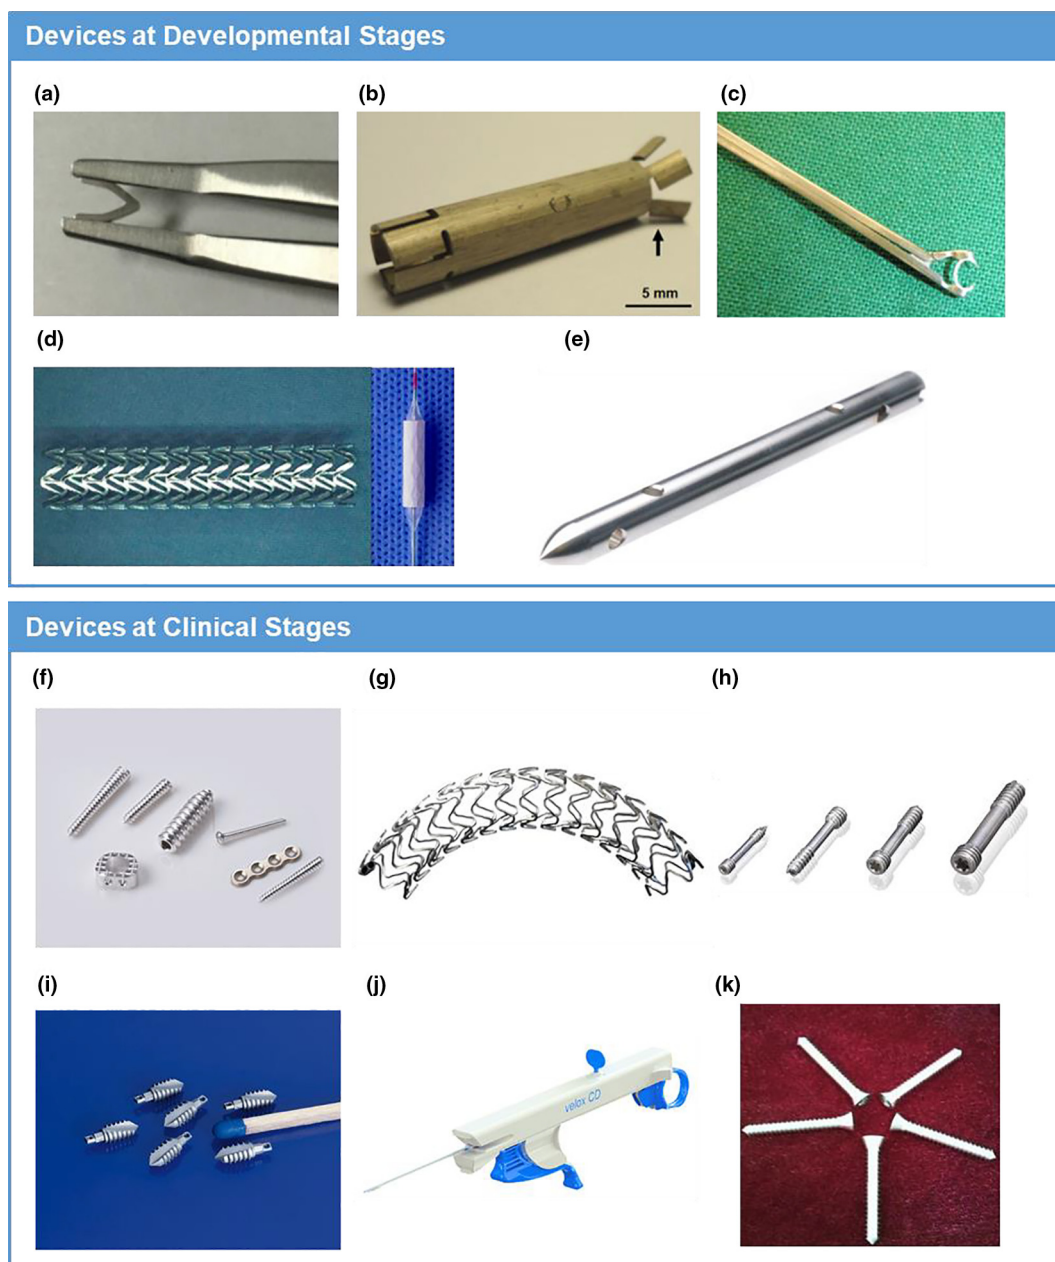 Devices at Developmental Stages
(a)
(b)
(c)
5 mm
(d)
(e)
Devices at Clinical Stages
(f)
(g)
(h)
(i)
(j)
(k)
velox CD